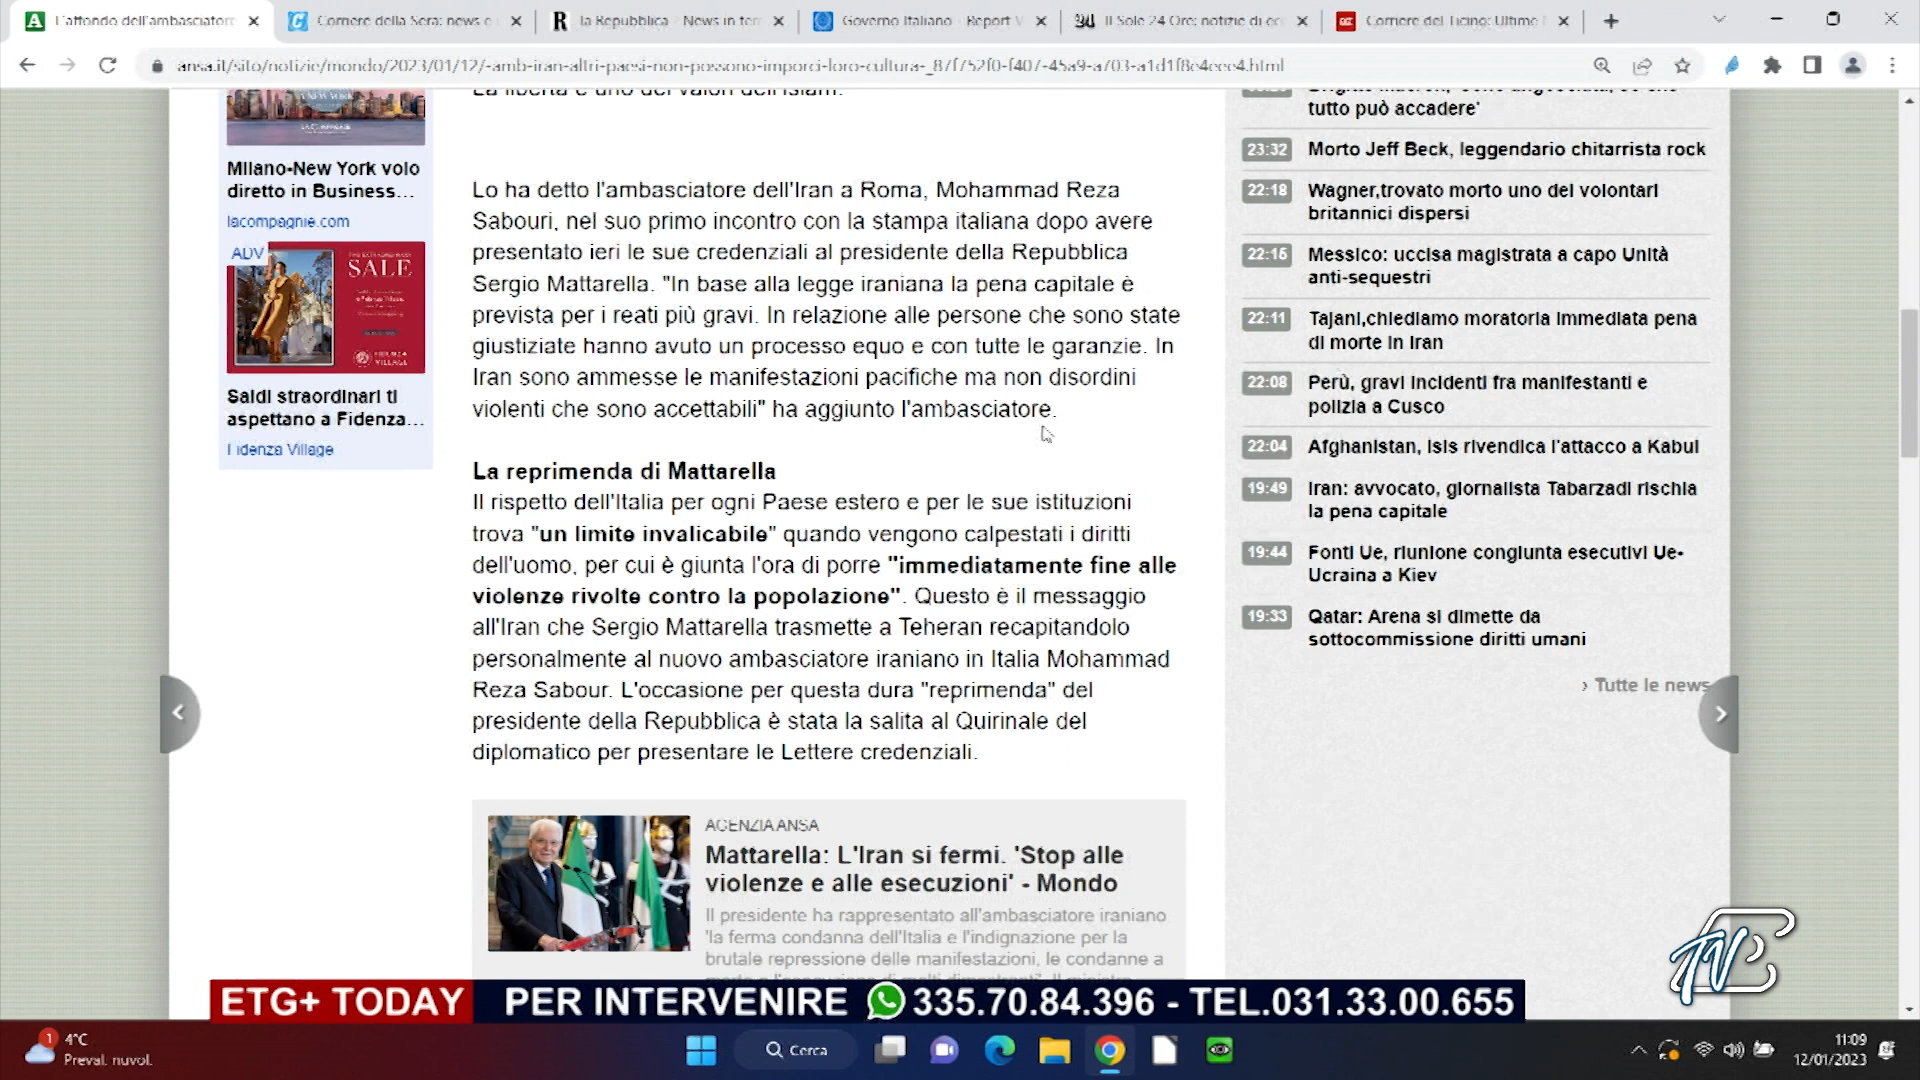 L'affondo dell'ambasciatore
Corriere della Sera: news e
la Repubblica - News in tem
Governo Italiano - Report V
Il Sole 24 Ore: notizie di ec
Corriere del Ticino: Ultime
ansa.it/sito/notizie/mondo/2023/01/12/-amb-iran-altri-paesi-non-possono-imporci-loro-cultura-_87f752f0-f407-45a9-a703-a1d1f8e4eee4.html
La libertà è uno dei valori dell'Islam.
Milano-New York volo
diretto in Business...
lacompagnie.com
ADV
SALE
FIDENZA
VILLAGE
Saldi straordinari ti
aspettano a Fidenza...
Fidenza Village
Lo ha detto l'ambasciatore dell'Iran a Roma, Mohammad Reza
Sabouri, nel suo primo incontro con la stampa italiana dopo avere
presentato ieri le sue credenziali al presidente della Repubblica
Sergio Mattarella. "In base alla legge iraniana la pena capitale è
prevista per i reati più gravi. In relazione alle persone che sono state
giustiziate hanno avuto un processo equo e con tutte le garanzie. In
Iran sono ammesse le manifestazioni pacifiche ma non disordini
violenti che sono accettabili" ha aggiunto l'ambasciatore.
La reprimenda di Mattarella
Il rispetto dell'Italia per ogni Paese estero e per le sue istituzioni
trova "un limite invalicabile" quando vengono calpestati i diritti
dell'uomo, per cui è giunta l'ora di porre "immediatamente fine alle
violenze rivolte contro la popolazione". Questo è il messaggio
all'Iran che Sergio Mattarella trasmette a Teheran recapitandolo
personalmente al nuovo ambasciatore iraniano in Italia Mohammad
Reza Sabour. L'occasione per questa dura "reprimenda" del
presidente della Repubblica è stata la salita al Quirinale del
diplomatico per presentare le Lettere credenziali.
AGENZIA ANSA
Mattarella: L'Iran si fermi. 'Stop alle
violenze e alle esecuzioni' - Mondo
Il presidente ha rappresentato all'ambasciatore iraniano
'la ferma condanna dell'Italia e l'indignazione per la
brutale repressione delle manifestazioni, le condanne a
morte e l'esecuzione di molti dimostranti'. Il ministro
tutto può accadere'
23:32 Morto Jeff Beck, leggendario chitarrista rock
22:18 Wagner,trovato morto uno dei volontari
britannici dispersi
22:15 Messico: uccisa magistrata a capo Unità
anti-sequestri
22:11 Tajani,chiediamo moratoria immediata pena
di morte in Iran
22:08 Perù, gravi incidenti fra manifestanti e
polizia a Cusco
22:04 Afghanistan, Isis rivendica l'attacco a Kabul
19:49 Iran: avvocato, giornalista Tabarzadi rischia
la pena capitale
19:44 Fonti Ue, riunione congiunta esecutivi Ue-
Ucraina a Kiev
19:33 Qatar: Arena si dimette da
sottocommissione diritti umani
› Tutte le news
ETG+ TODAY PER INTERVENIRE 335.70.84.396 - TEL.031.33.00.655
1
4°C
Preval. nuvol.
Cerca
11:09
12/01/2023